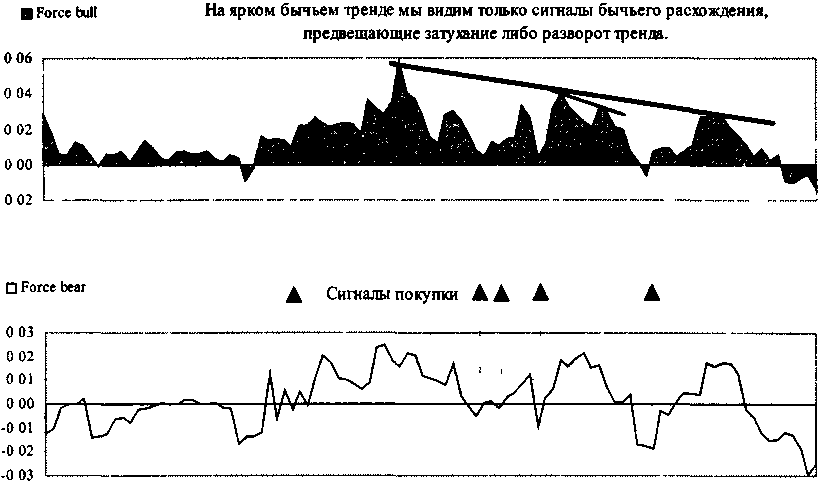 Force bull
На ярком бычьем тренде мы видим только сигналы бычьего расхождения,
предвещающие затухание либо разворот тренда.
0 06
0 04
0 02
0 00
0 02
Force bear
Сигналы покупки
0 03
0 02
0 01
0 00
-0 01
-0 02
-0 03